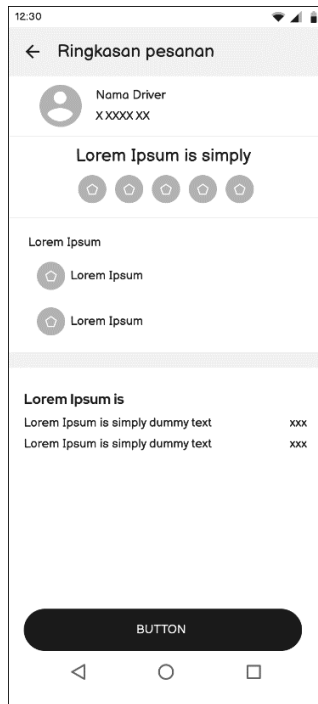 12:30
Ringkasan pesanan
Nama Driver
X XXXX XX
Lorem Ipsum is simply
Lorem Ipsum
Lorem Ipsum
Lorem Ipsum
Lorem Ipsum is
Lorem Ipsum is simply dummy text xxx
Lorem Ipsum is simply dummy text xxx
BUTTON